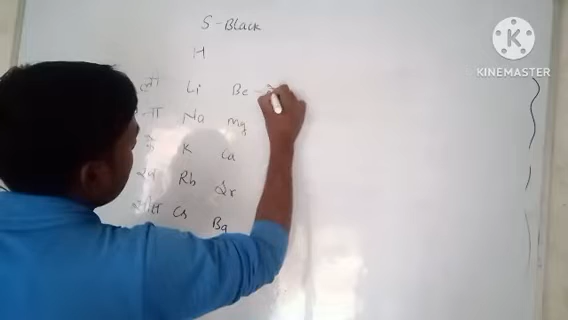 S-Black
H
ली Li Be
ना Na Mg
K Ca
Rb Sr
Cs Ba
KINEMASTER